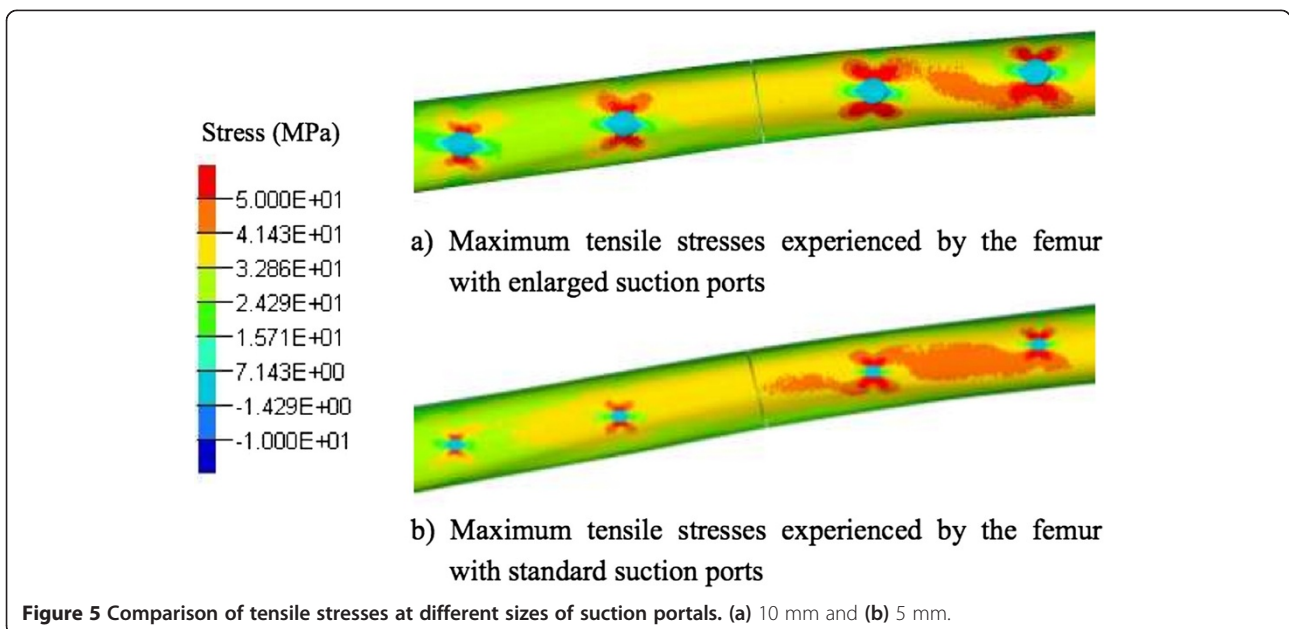 Stress (MPa)
5.000E+01
4.143E+01
3.286E+01
2.429E+01
1.571E+01
7.143E+00
-1.429E+00
-1.000E+01
a) Maximum tensile stresses experienced by the femur
with enlarged suction ports
b) Maximum tensile stresses experienced by the femur
with standard suction ports
Figure 5 Comparison of tensile stresses at different sizes of suction portals. (a) 10 mm and (b) 5 mm.